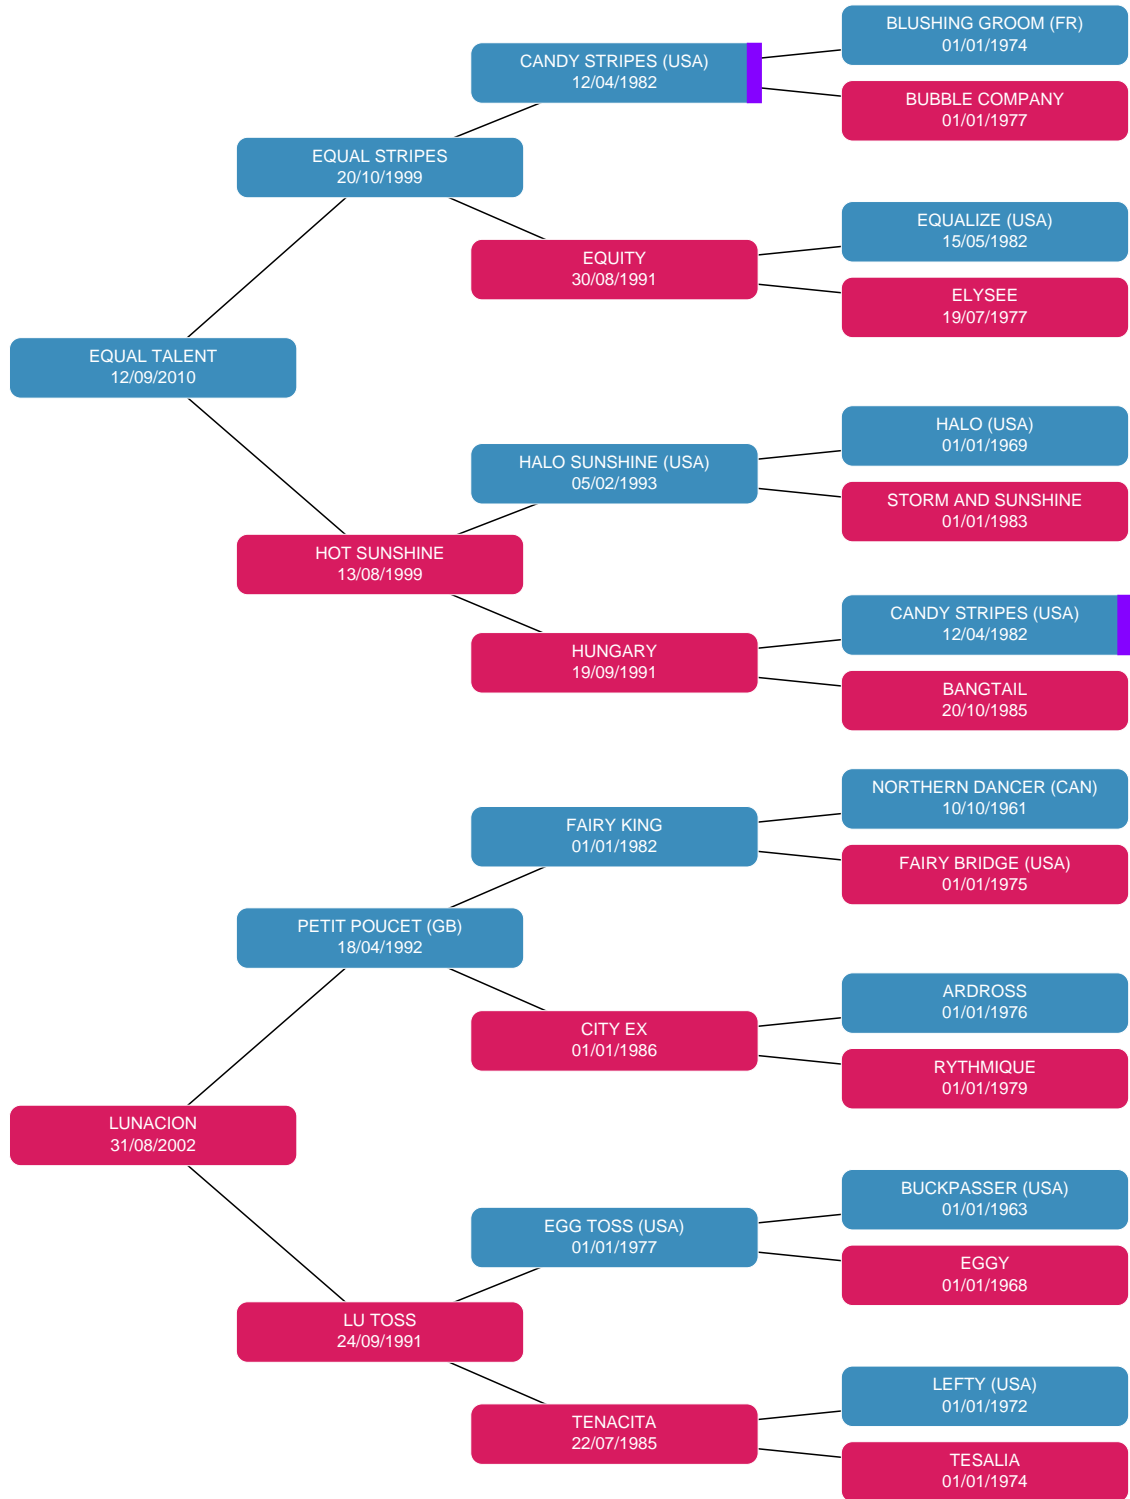 BLUSHING GROOM (FR)
01/01/1974
CANDY STRIPES (USA)
12/04/1982
BUBBLE COMPANY
01/01/1977
EQUAL STRIPES
20/10/1999
EQUALIZE (USA)
15/05/1982
EQUITY
30/08/1991
ELYSEE
19/07/1977
EQUAL TALENT
12/09/2010
HALO (USA)
01/01/1969
HALO SUNSHINE (USA)
05/02/1993
STORM AND SUNSHINE
01/01/1983
HOT SUNSHINE
13/08/1999
CANDY STRIPES (USA)
12/04/1982
HUNGARY
19/09/1991
BANGTAIL
20/10/1985
NORTHERN DANCER (CAN)
10/10/1961
FAIRY KING
01/01/1982
FAIRY BRIDGE (USA)
01/01/1975
PETIT POUCET (GB)
18/04/1992
ARDROSS
01/01/1976
CITY EX
01/01/1986
RYTHMIQUE
01/01/1979
LUNACION
31/08/2002
BUCKPASSER (USA)
01/01/1963
EGG TOSS (USA)
01/01/1977
EGGY
01/01/1968
LU TOSS
24/09/1991
LEFTY (USA)
01/01/1972
TENACITA
22/07/1985
TESALIA
01/01/1974